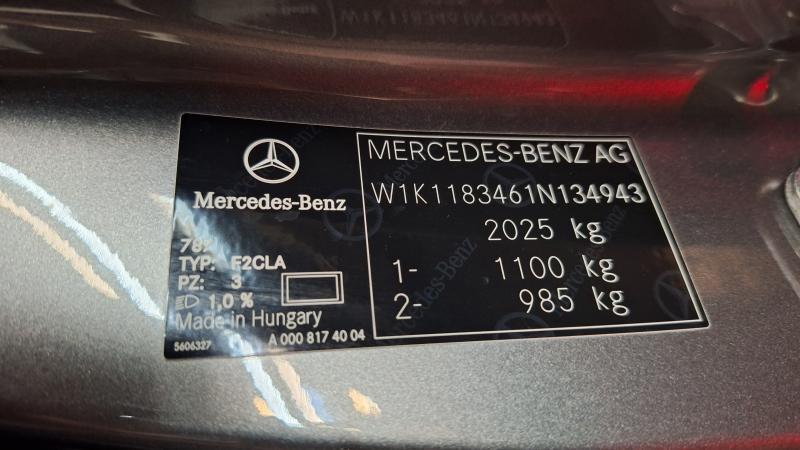 W1K1183461N134943
Mercedes-Benz
TYP: F2CLA
PZ: 3
1,0 %
Made in Hungary
5606327
A 000 817 40 04
MERCEDES-BENZ AG
W1K1183461N134943
2025 kg
1- 1100 kg
2- 985 kg